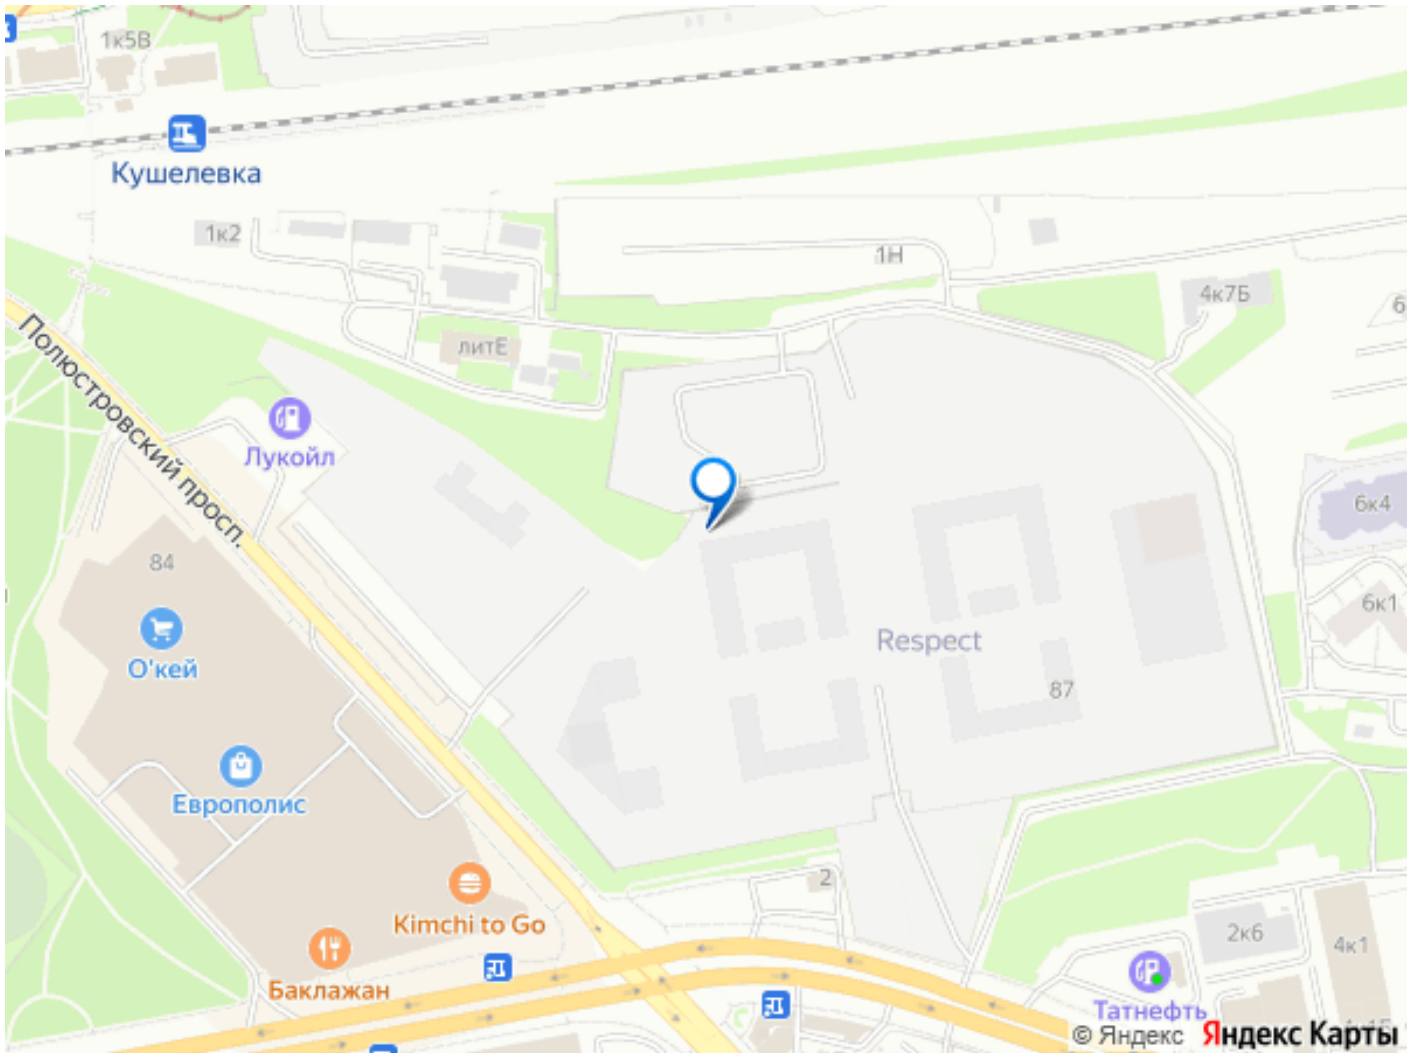 1к5В
Кушелевка
1к2
1Н
4к7Б
6
литЕ
Полюстровский просп.
Лукойл
6к4
84
6к1
О'кей
Respect
87
Европолис
2
Kimchi to Go
2к6
4к1
Баклажан
Татнефть
© Яндекс Яндекс Карты